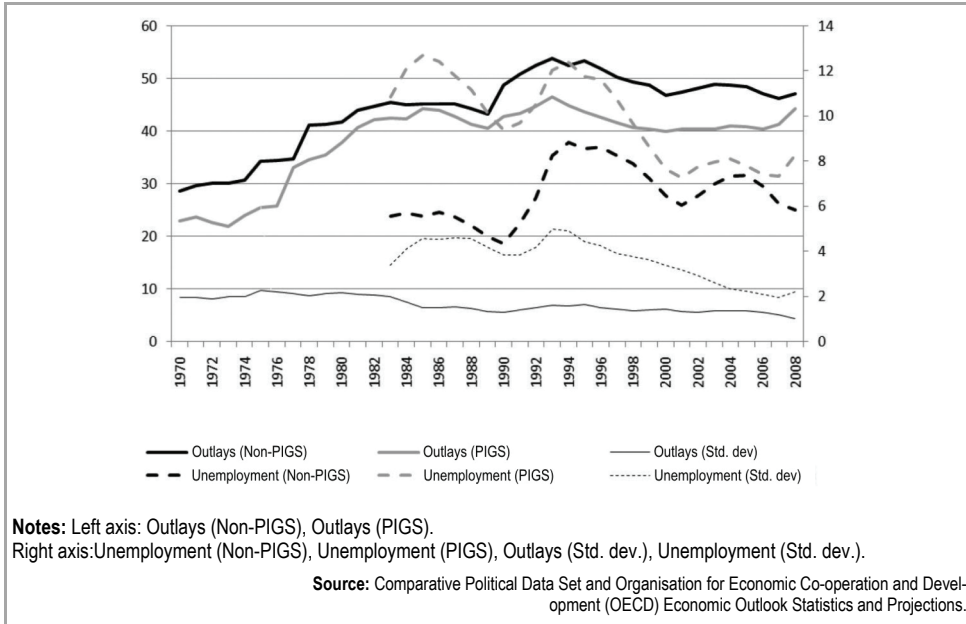 60 14
50 12
40 10
30 8
20 6
10 4
0 2
0
1970 1972 1974 1976 1978 1980 1982 1984 1986 1988 1990 1992 1994 1996 1998 2000 2002 2004 2006 2008
Outlays (Non-PIGS) Outlays (PIGS) Outlays (Std. dev)
Unemployment (Non-PIGS) Unemployment (PIGS) Unemployment (Std. dev)
Notes: Left axis: Outlays (Non-PIGS), Outlays (PIGS).
Right axis:Unemployment (Non-PIGS), Unemployment (PIGS), Outlays (Std. dev.), Unemployment (Std. dev.).
Source: Comparative Political Data Set and Organisation for Economic Co-operation and Devel-
opment (OECD) Economic Outlook Statistics and Projections.